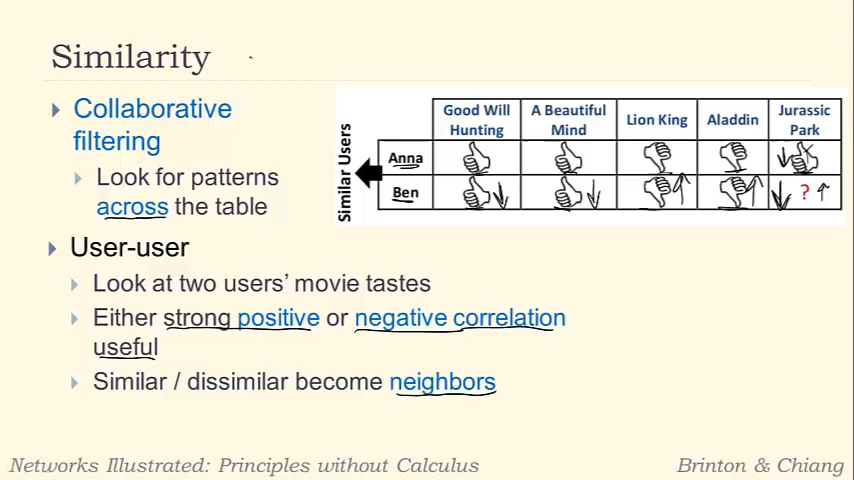 Similarity
Collaborative
filtering
Look for patterns
across the table
User-user
Look at two users' movie tastes
Either strong positive or negative correlation
useful
Similar / dissimilar become neighbors
Similar Users
Good Will
Hunting
A Beautiful
Mind
Lion King
Aladdin
Jurassic
Park
Anna
Ben
?
Networks Illustrated: Principles without Calculus
Brinton & Chiang